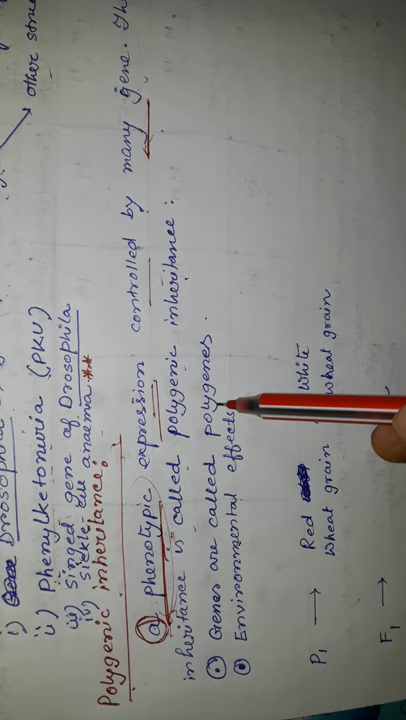 → other stru
i) Drosophila
ii) Phenylketonuria (PKU)
iii) Singed gene of Drosophila
iv) Sickle-cell anaemia **
Polygenic inheritance:
a phenotypic expression controlled by many gene. Th
inheritance is called polygenic inheritance.
Genes are called polygenes.
Environmental effects
P1 → Red White
Wheat grain wheat grain
F1 →